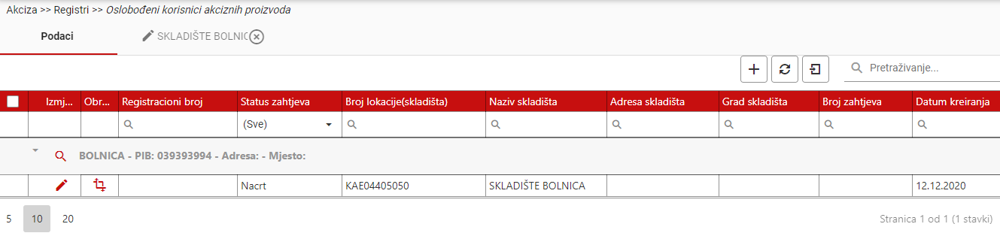 Akciza >> Registri >> Oslobođeni korisnici akciznih proizvoda
Podaci SKLADIŠTE BOLNIC
Pretraživanje...
Izmj... Obr... Registracioni broj Status zahtjeva Broj lokacije(skladišta) Naziv skladišta Adresa skladišta Grad skladišta Broj zahtjeva Datum kreiranja
(Sve)
BOLNICA - PIB: 039393994 - Adresa: - Mjesto:
Nacrt KAE04405050 SKLADIŠTE BOLNICA 12.12.2020
5 10 20 Stranica 1 od 1 (1 stavki)